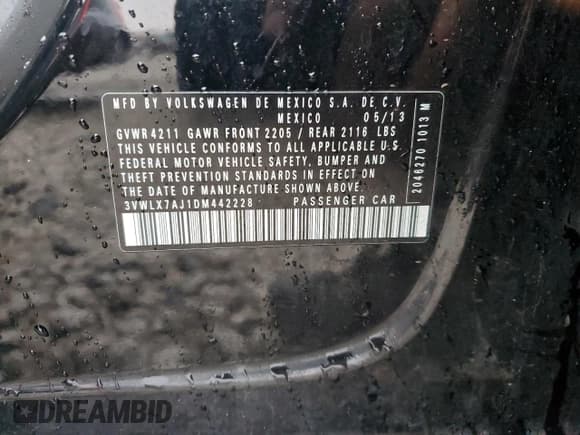 MFD BY VOLKSWAGEN DE MEXICO S.A. DE C.V.
MEXICO 05/13
GVWR 4211 GAWR FRONT 2205 / REAR 2116 LBS
THIS VEHICLE CONFORMS TO ALL APPLICABLE U.S.
FEDERAL MOTOR VEHICLE SAFETY, BUMPER AND
THEFT PREVENTION STANDARDS IN EFFECT ON
THE DATE OF MANUFACTURE SHOWN ABOVE.
3VWLX7AJ1DM442228 PASSENGER CAR
2046270 1013 M
DREAMBID